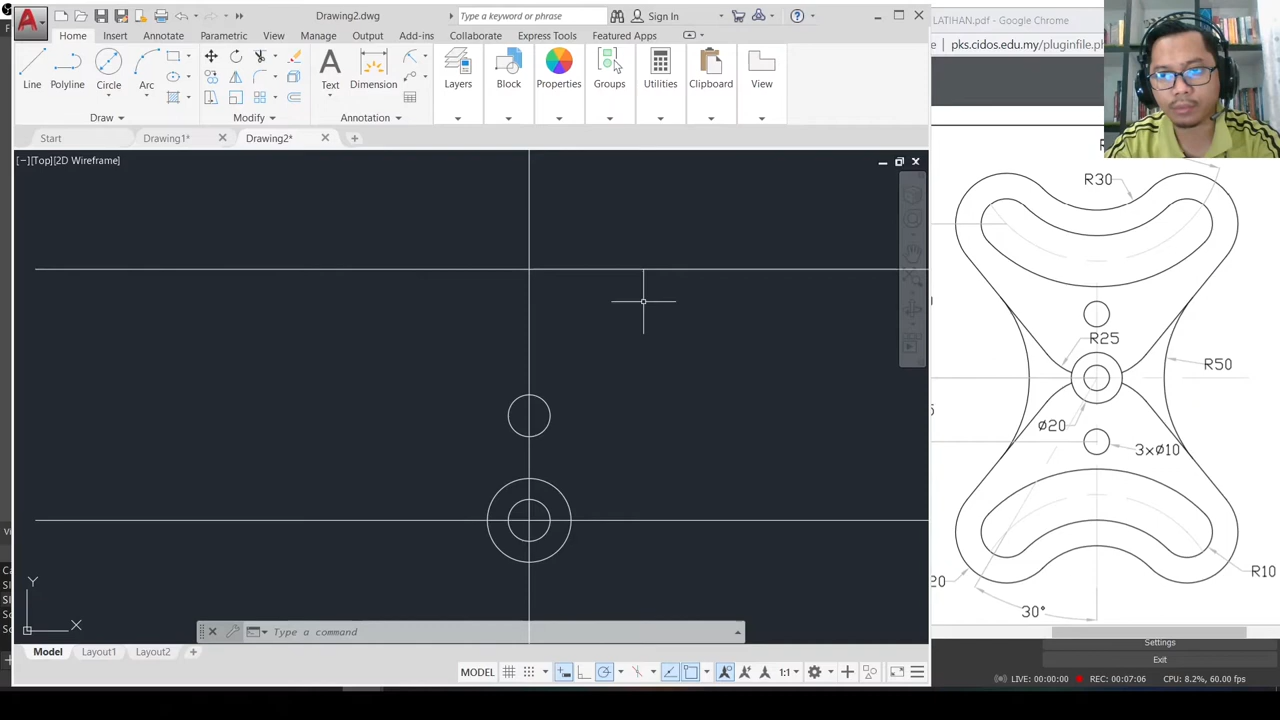 Drawing2.dwg
Type a keyword or phrase
Sign In
LATIHAN.pdf - Google Chrome
pks.cidos.edu.my/pluginfile.ph
Home Insert Annotate Parametric View Manage Output Add-ins Collaborate Express Tools Featured Apps
Line Polyline Circle Arc
Text Dimension
Layers Block Properties Groups Utilities Clipboard View
Draw Modify Annotation
Start Drawing1* Drawing2*
[−][Top][2D Wireframe]
R30
R25
R50
Ø20
3xØ10
R10
20
30°
Y
X
Type a command
Model Layout1 Layout2
MODEL 1:1
Settings
Exit
LIVE: 00:00:00 REC: 00:07:06 CPU: 8.2%, 60.00 fps